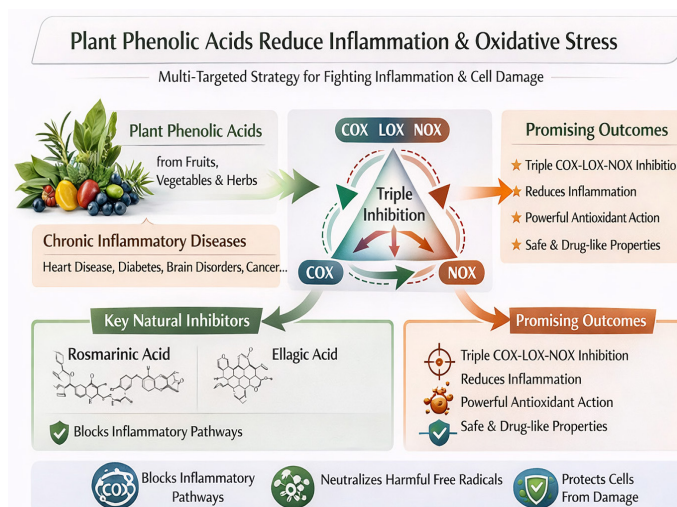 Plant Phenolic Acids Reduce Inflammation & Oxidative Stress
Multi-Targeted Strategy for Fighting Inflammation & Cell Damage
Plant Phenolic Acids
from Fruits,
Vegetables & Herbs
Chronic Inflammatory Diseases
Heart Disease, Diabetes, Brain Disorders, Cancer...
COX LOX NOX
Triple
Inhibition
COX
NOX
Promising Outcomes
Triple COX-LOX-NOX Inhibitio
Reduces Inflammation
Powerful Antioxidant Action
Safe & Drug-like Properties
Key Natural Inhibitors
Rosmarinic Acid
Ellagic Acid
Blocks Inflammatory Pathways
Promising Outcomes
Triple COX-LOX-NOX Inhibition
Reduces Inflammation
Powerful Antioxidant Action
Safe & Drug-like Properties
COX
Blocks Inflammatory
Pathways
Neutralizes Harmful Free Radicals
Protects Cells
From Damage